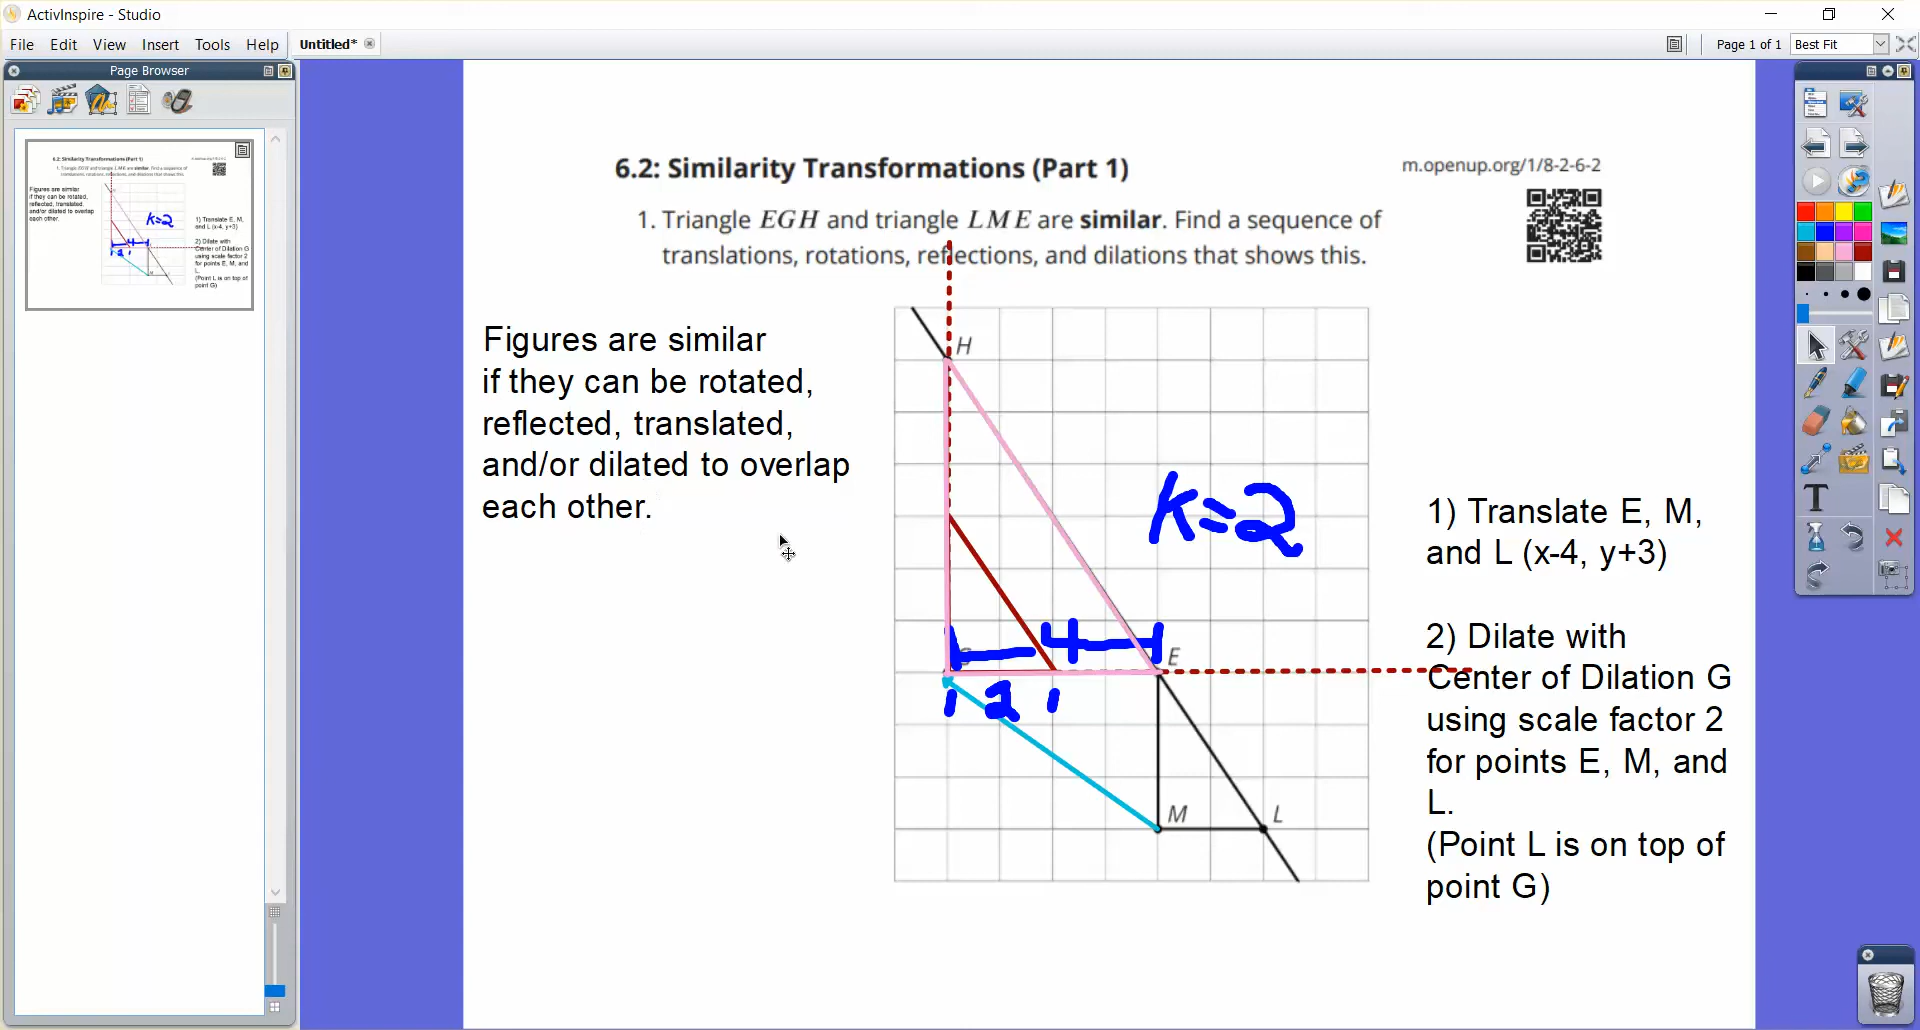 ActivInspire - Studio
File Edit View Insert Tools Help Untitled*
Page 1 of 1 Best Fit
Page Browser
6.2: Similarity Transformations (Part 1)
m.openup.org/1/8-2-6-2
1. Triangle EGH and triangle LME are similar. Find a sequence of
translations, rotations, reflections, and dilations that shows this.
Figures are similar
if they can be rotated,
reflected, translated,
and/or dilated to overlap
each other.
H
k=2
4
E
2
M
L
1) Translate E, M,
and L (x-4, y+3)
2) Dilate with
Center of Dilation G
using scale factor 2
for points E, M, and
L.
(Point L is on top of
point G)